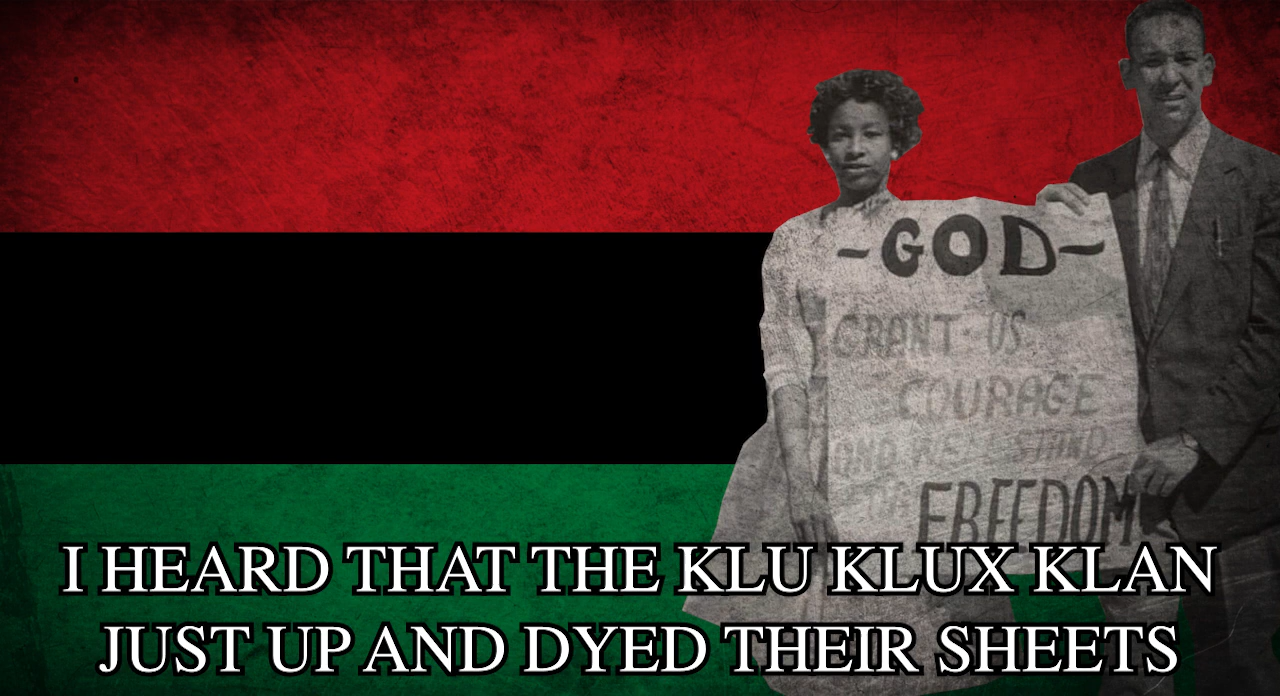 -GOD-
GRANT US
COURAGE
AND WE STAND
FREEDOM
I HEARD THAT THE KLU KLUX KLAN
JUST UP AND DYED THEIR SHEETS